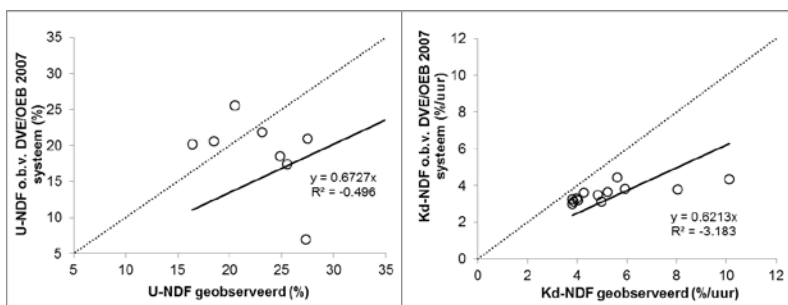 U-NDF o.b.v. DVE/OEB 2007
systeem (%)
35
30
25
20
15
10
5
y = 0.6727x
R² = -0.496
5
10
15
20
25
30
35
U-NDF geobserveerd (%)
Kd-NDF o.b.v. DVE/OEB 2007
systeem (%/uur)
12
10
8
6
4
2
0
y = 0.6213x
R² = -3.183
0
2
4
6
8
10
12
Kd-NDF geobserveerd (%/uur)